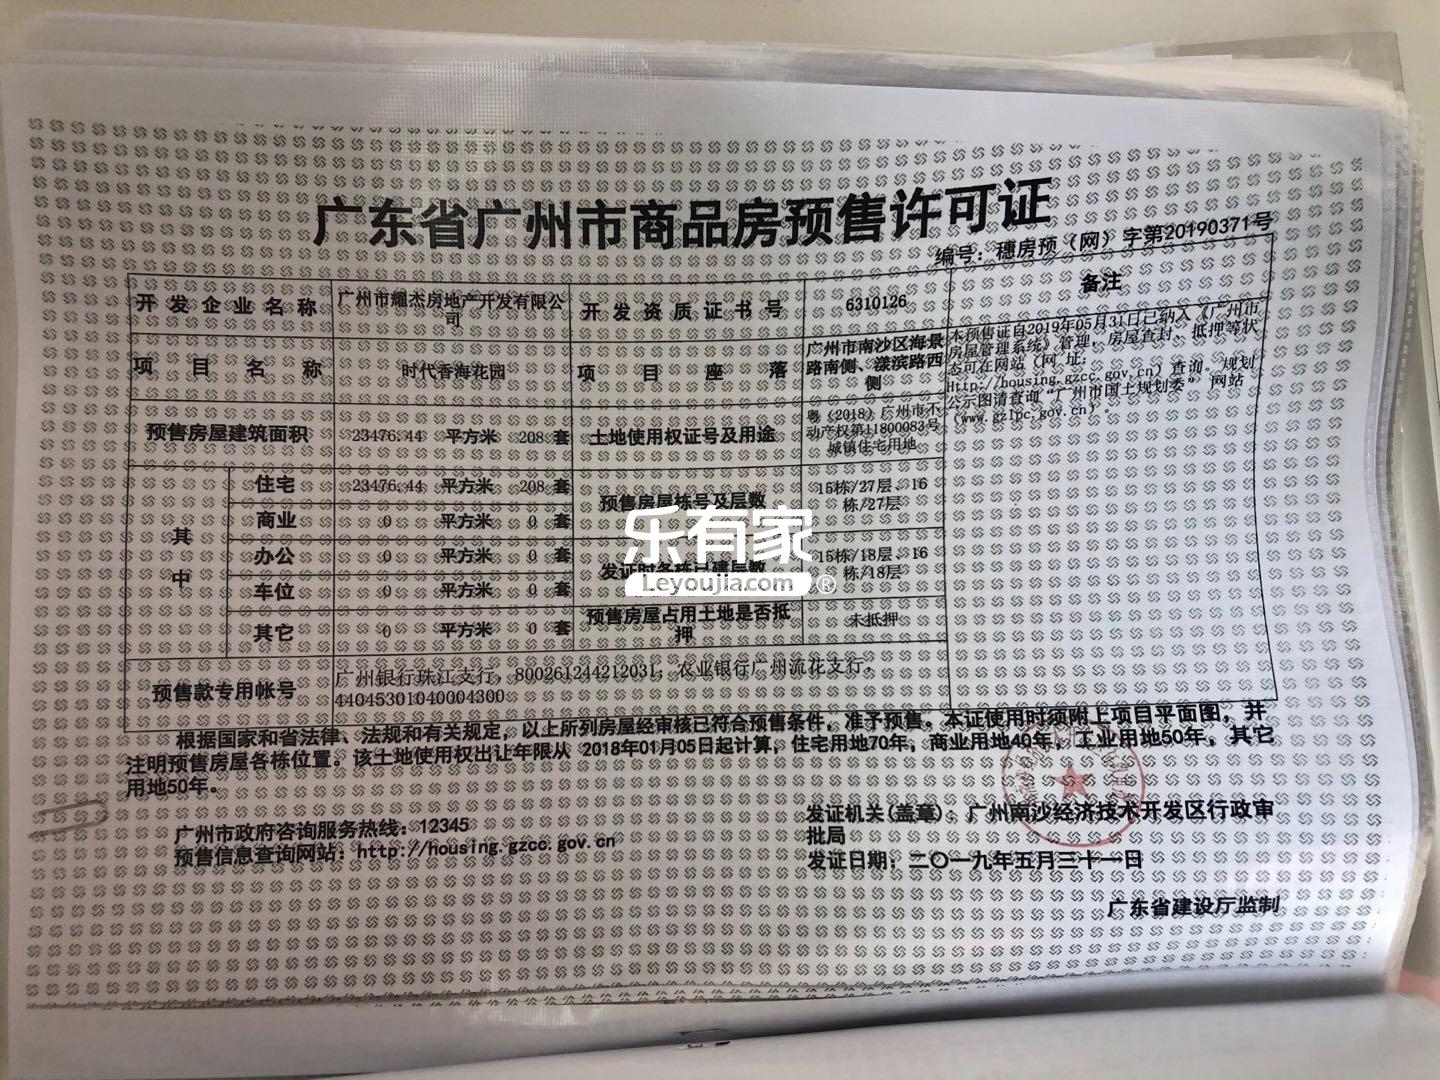 广东省广州市商品房预售许可证
编号：穗房预（网）字第20190371号
开发企业名称
广州市耀杰房地产开发有限公
司
开发资质证书号
6310126
备注
项目名称
时代香海花园
项目座落
广州市南沙区海景
路南侧、漾滨路西
侧
本预售证自2019年05月31日已纳入《广州市
房屋管理系统》管理，房屋查封、抵押等状
态可在网站（网 址：
Http://housing.gzcc.gov.cn）查询。规划
公示图请查询“广州市国土规划委” 网站
（www.gzlpc.gov.cn）。
预售房屋建筑面积
23476.44 平方米 208 套
土地使用权证号及用途
粤（2018）广州市不
动产权第11800083号
城镇住宅用地
其中
住宅 23476.44 平方米 208 套
商业 0 平方米 0 套
办公 0 平方米 0 套
车位 0 平方米 0 套
其它 0 平方米 0 套
预售房屋栋号及层数
15栋/27层、16
栋/27层
发证时各栋已建层数
15栋/18层、16
栋/18层
预售房屋占用土地是否抵
押
未抵押
预售款专用帐号
广州银行珠江支行，800261244212031；农业银行广州流花支行，
44045301040004300
根据国家和省法律、法规和有关规定，以上所列房屋经审核已符合预售条件，准予预售。本证使用时须附上项目平面图，并
注明预售房屋各栋位置。该土地使用权出让年限从 2018年01月05日起计算，住宅用地70年，商业用地40年，工业用地50年，其它
用地50年。
广州市政府咨询服务热线：12345
预售信息查询网站：http://housing.gzcc.gov.cn
发证机关(盖章)：广州南沙经济技术开发区行政审
批局
发证日期：二〇一九年五月三十一日
广东省建设厅监制
乐有家
Leyoujia.com®